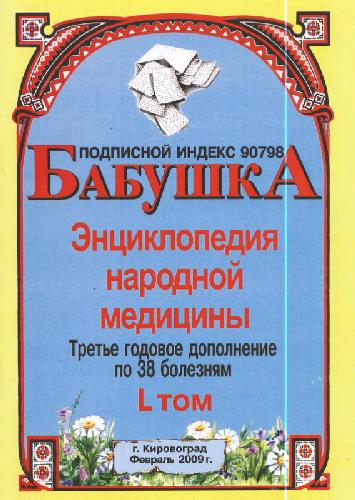 ПОДПИСНОЙ ИНДЕКС 90798
БАБУШКА
Энциклопедия
народной
медицины
Третье годовое дополнение
по 38 болезням
L том
г. Кировоград
Февраль 2009 г.